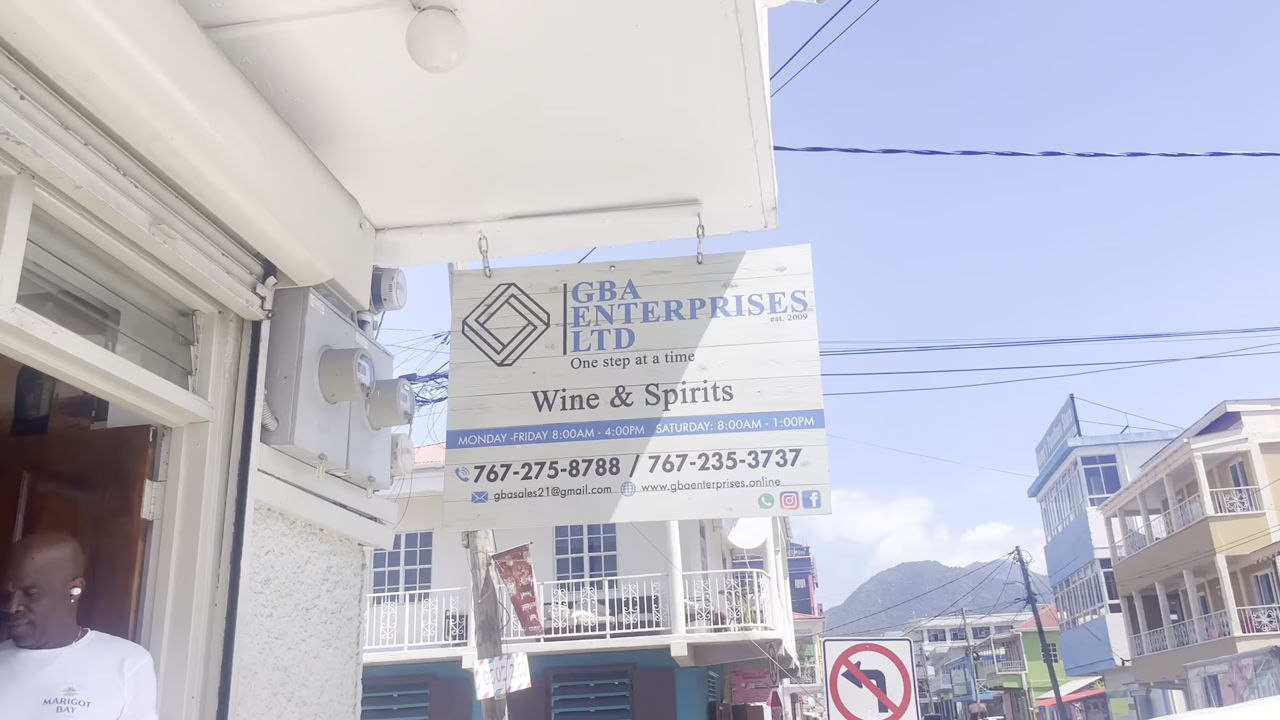 GBA
ENTERPRISES
LTD
est. 2009
One step at a time
Wine & Spirits
MONDAY -FRIDAY 8:00AM - 4:00PM SATURDAY: 8:00AM - 1:00PM
767-275-8788 / 767-235-3737
gbasales21@gmail.com www.gbaenterprises.online
MARIGOT
BAY